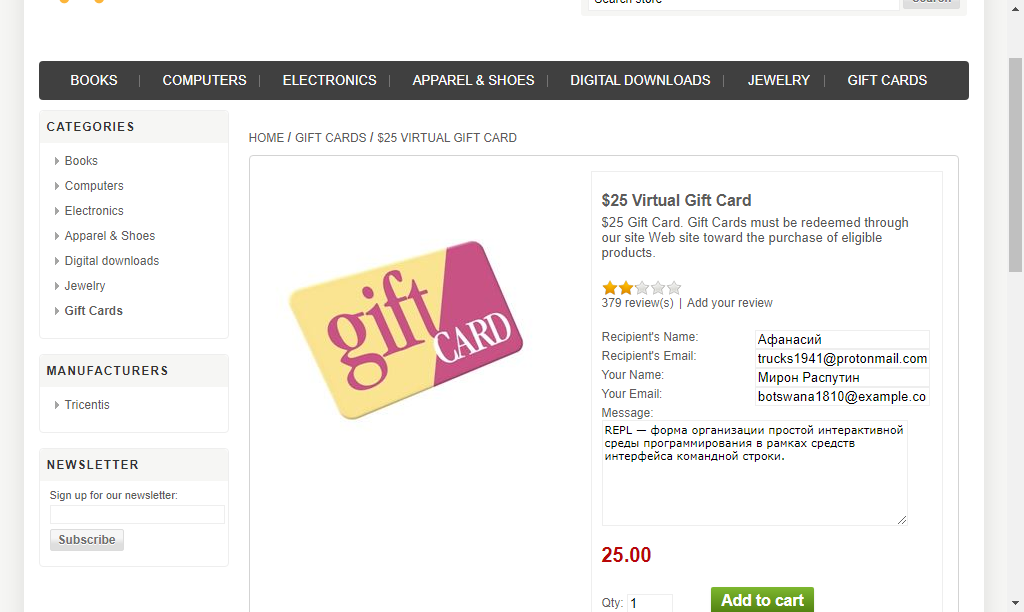 Search store
Search
BOOKS
COMPUTERS
ELECTRONICS
APPAREL & SHOES
DIGITAL DOWNLOADS
JEWELRY
GIFT CARDS
CATEGORIES
Books
Computers
Electronics
Apparel & Shoes
Digital downloads
Jewelry
Gift Cards
MANUFACTURERS
Tricentis
NEWSLETTER
Sign up for our newsletter:
Subscribe
HOME / GIFT CARDS / $25 VIRTUAL GIFT CARD
gift
CARD
$25 Virtual Gift Card
$25 Gift Card. Gift Cards must be redeemed through
our site Web site toward the purchase of eligible
products.
379 review(s) | Add your review
Recipient's Name: Афанасий
Recipient's Email: trucks1941@protonmail.com
Your Name: Мирон Распутин
Your Email: botswana1810@example.co
Message:
REPL — форма организации простой интерактивной
среды программирования в рамках средств
интерфейса командной строки.
25.00
Qty: 1
Add to cart